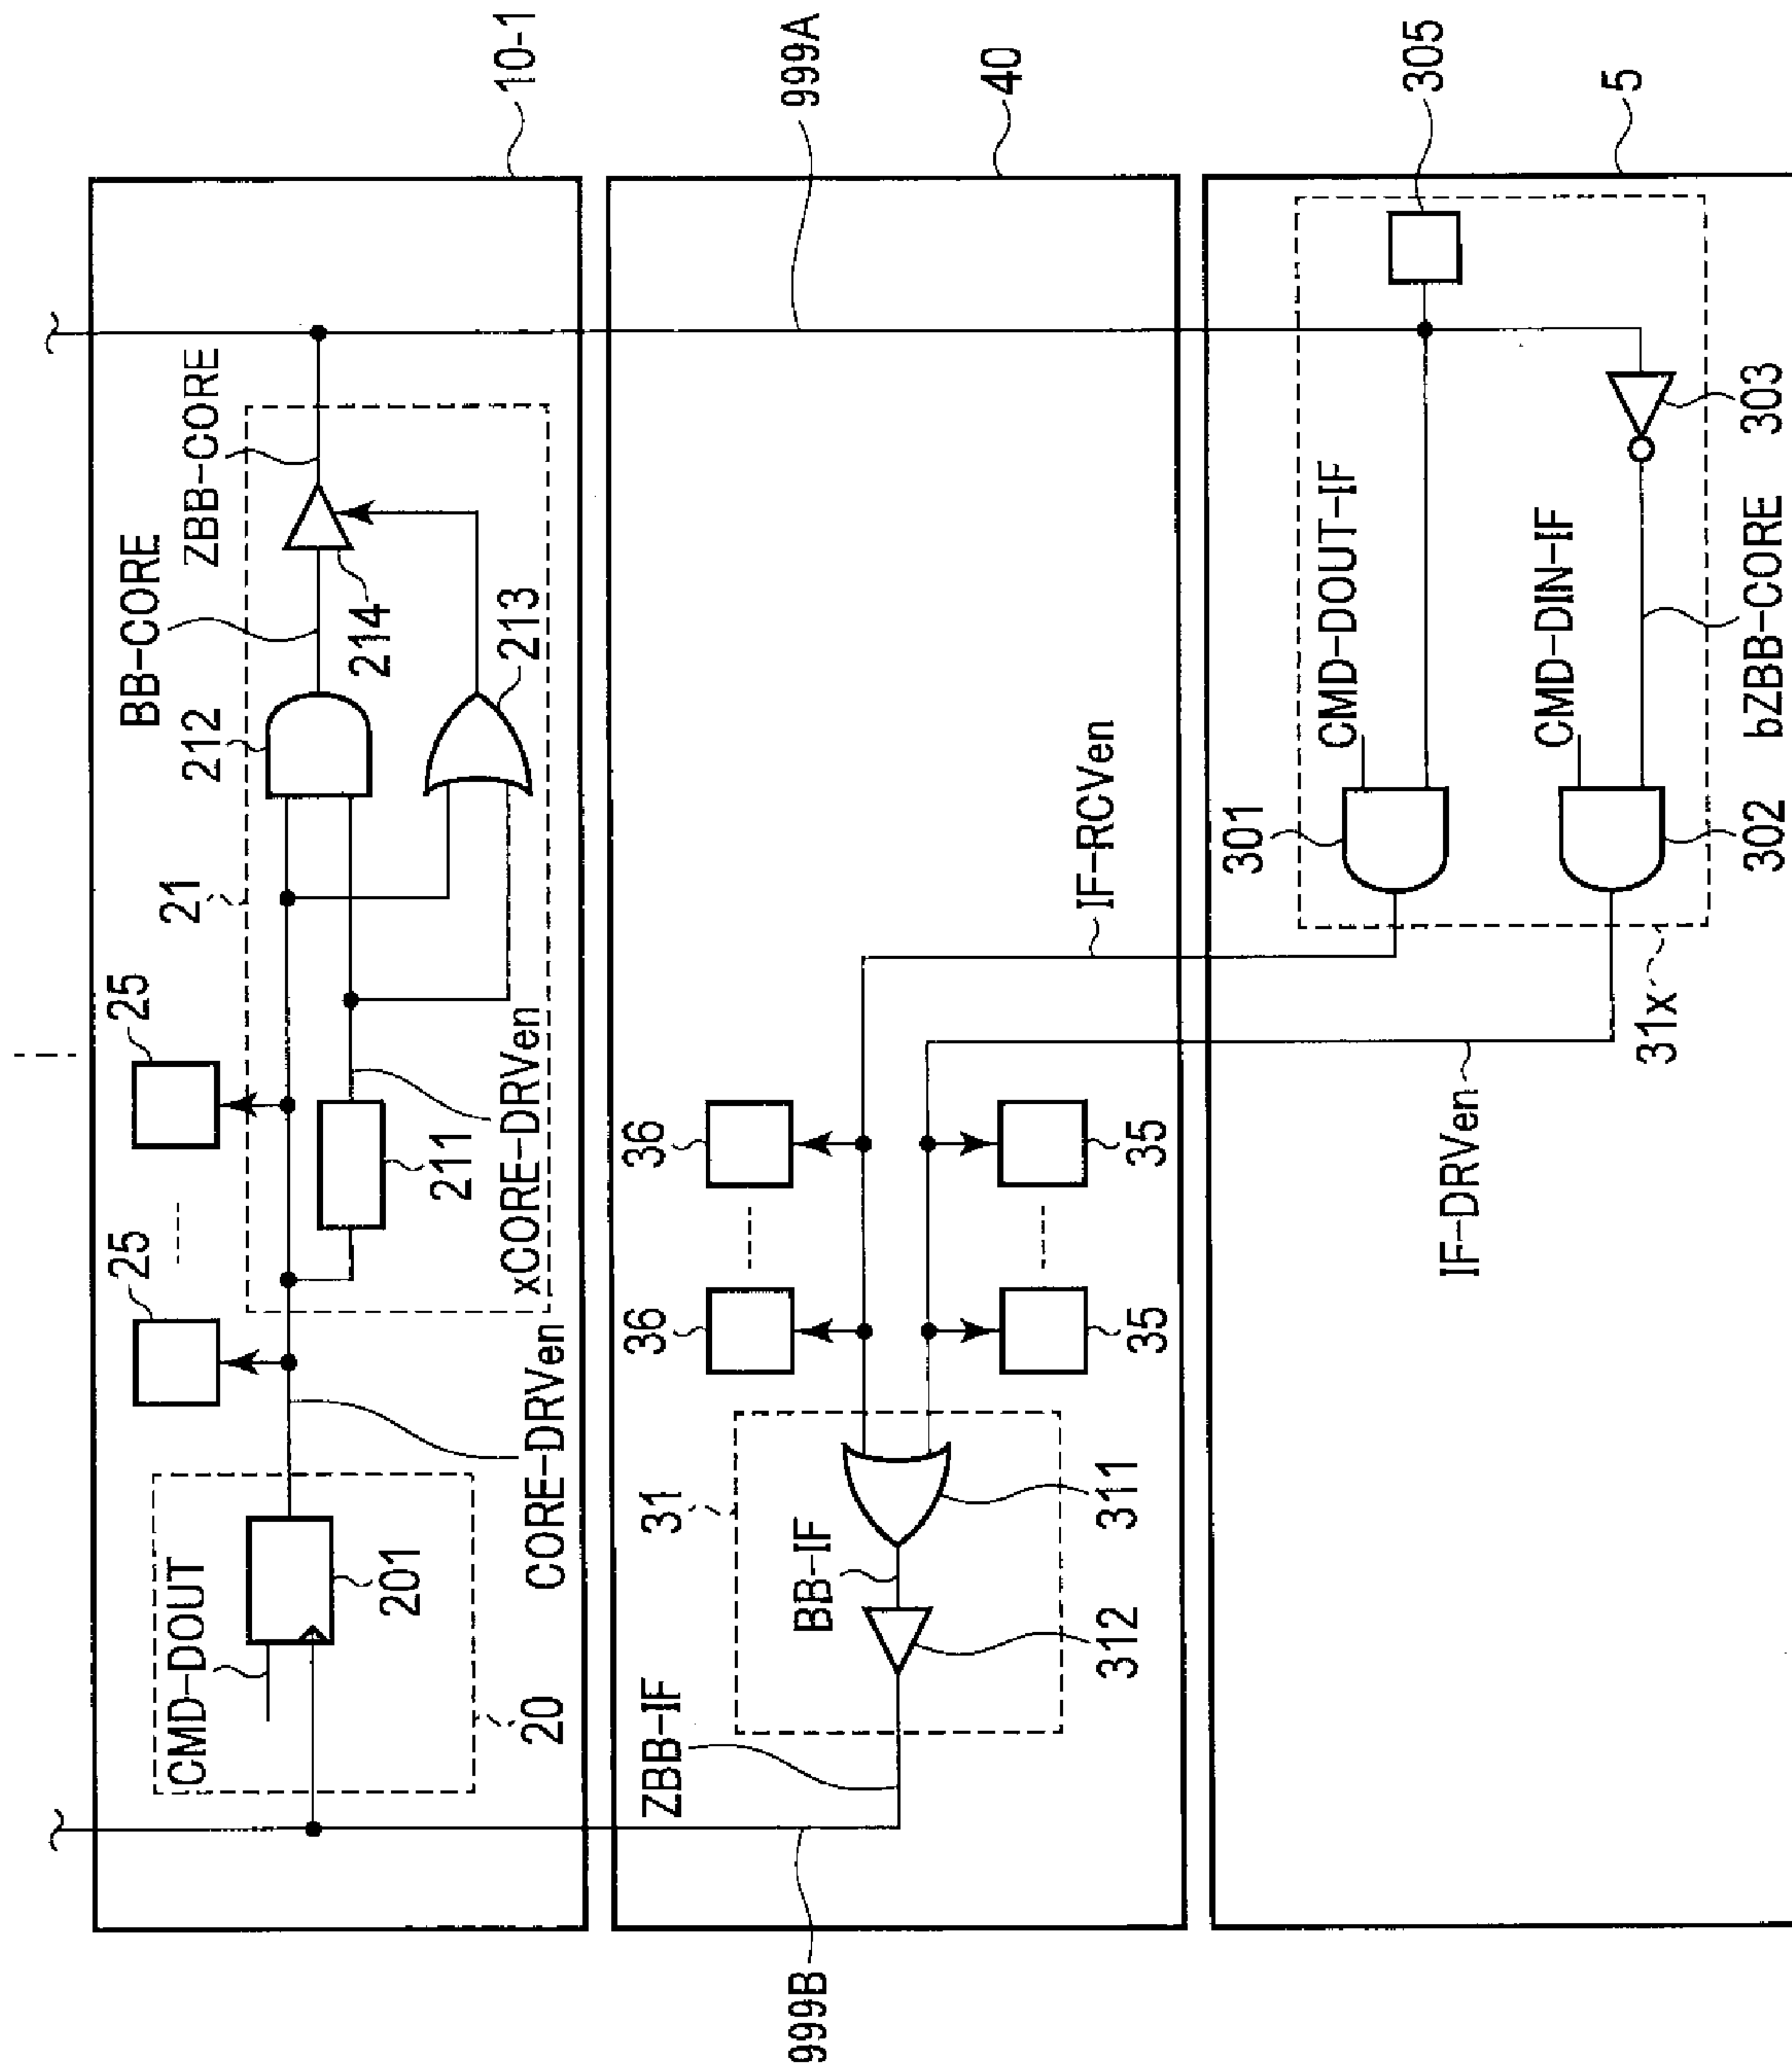 10-1
999A
40
305
5
ZBB-CORE
BB-CORE
214
212
213
21
25
25
xCORE-DRVen
211
CORE-DRVen
CMD-DOUT
201
20
IF-RCVen
36
36
35
35
31
311
BB-IF
312
ZBB-IF
999B
303
CMD-DOUT-IF
CMD-DIN-IF
bZBB-CORE
301
302
31x
IF-DRVen